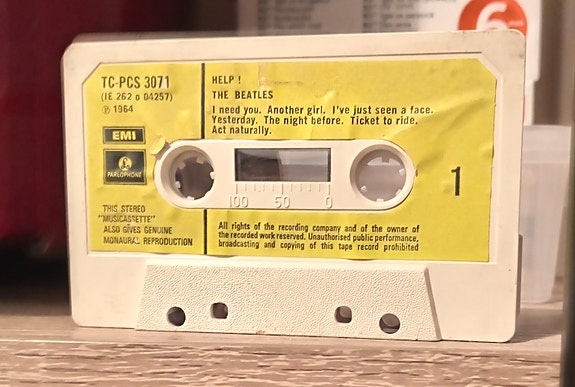 TC-PCS 3071
(IE 262 o 04257)
℗ 1964
EMI
PARLOPHONE
THIS STEREO
"MUSICASSETTE"
ALSO GIVES GENUINE
MONAURAL REPRODUCTION
HELP !
THE BEATLES
I need you. Another girl. I've just seen a face.
Yesterday. The night before. Ticket to ride.
Act naturally.
100 50 0
1
All rights of the recording company and of the owner of
the recorded work reserved. Unauthorised public performance,
broadcasting and copying of this tape record prohibited
6